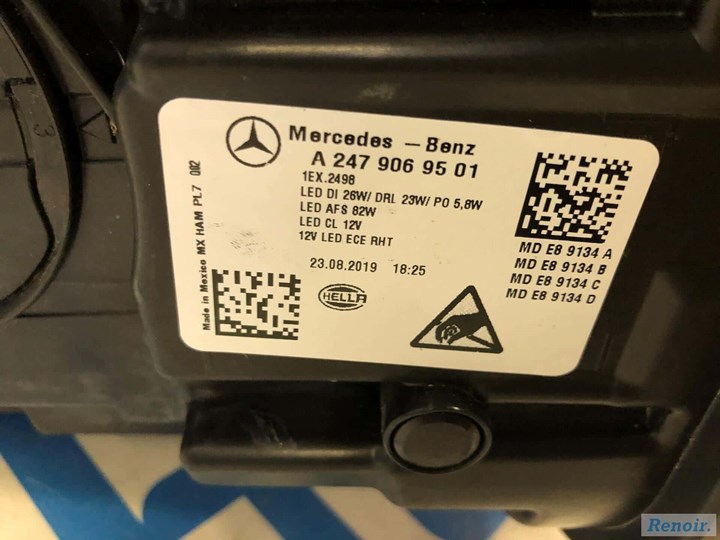 Mercedes-Benz
A 247 906 95 01
1EX.2498
LED DI 26W/ DRL 23W/ PO 5,8W
LED AFS 82W
LED CL 12V
12V LED ECE RHT
23.08.2019 18:25
HELLA
MD E8 9134 A
MD E8 9134 B
MD E8 9134 C
MD E8 9134 D
Made in Mexico MX HAM PL7 002
Renoir.